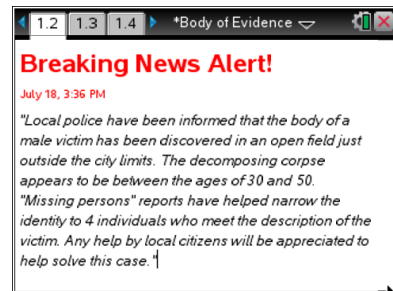 1.2 1.3 1.4 *Body of Evidence
Breaking News Alert!
July 18, 3:36 PM
"Local police have been informed that the body of a
male victim has been discovered in an open field just
outside the city limits. The decomposing corpse
appears to be between the ages of 30 and 50.
"Missing persons" reports have helped narrow the
identity to 4 individuals who meet the description of the
victim. Any help by local citizens will be appreciated to
help solve this case."